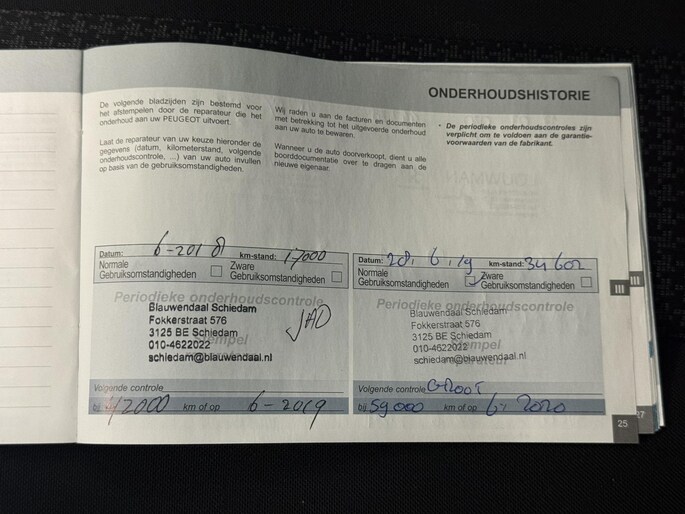 ONDERHOUDSHISTORIE
De volgende bladzijden zijn bestemd voor
het afstempelen door de reparateur die het
onderhoud aan uw PEUGEOT uitvoert.
Laat de reparateur van uw keuze hieronder de
gegevens (datum, kilometerstand, volgende
onderhoudscontrole, ...) van uw auto invullen
op basis van de gebruiksomstandigheden.
Wij raden u aan de facturen en documenten
met betrekking tot het uitgevoerde onderhoud
aan uw auto te bewaren.
Wanneer u de auto doorverkoopt, dient u alle
boorddocumentatie over te dragen aan de
nieuwe eigenaar.
• De periodieke onderhoudscontroles zijn
verplicht om te voldoen aan de garantie-
voorwaarden van de fabrikant.
Datum: 6-2018 km-stand: 17000
Normale Gebruiksomstandigheden
Zware Gebruiksomstandigheden
Periodieke onderhoudscontrole
Blauwendaal Schiedam
Fokkerstraat 576
3125 BE Schiedam
010-4622022
schiedam@blauwendaal.nl
Volgende controle
bij 42000 km of op 6-2019
Datum: 28.6.19 km-stand: 34602
Normale Gebruiksomstandigheden
Zware Gebruiksomstandigheden
Periodieke onderhoudscontrole
Blauwendaal Schiedam
Fokkerstraat 576
3125 BE Schiedam
010-4622022
schiedam@blauwendaal.nl
Volgende controle GROOT
bij 59000 km of op 6. 2020
III
III
25
27